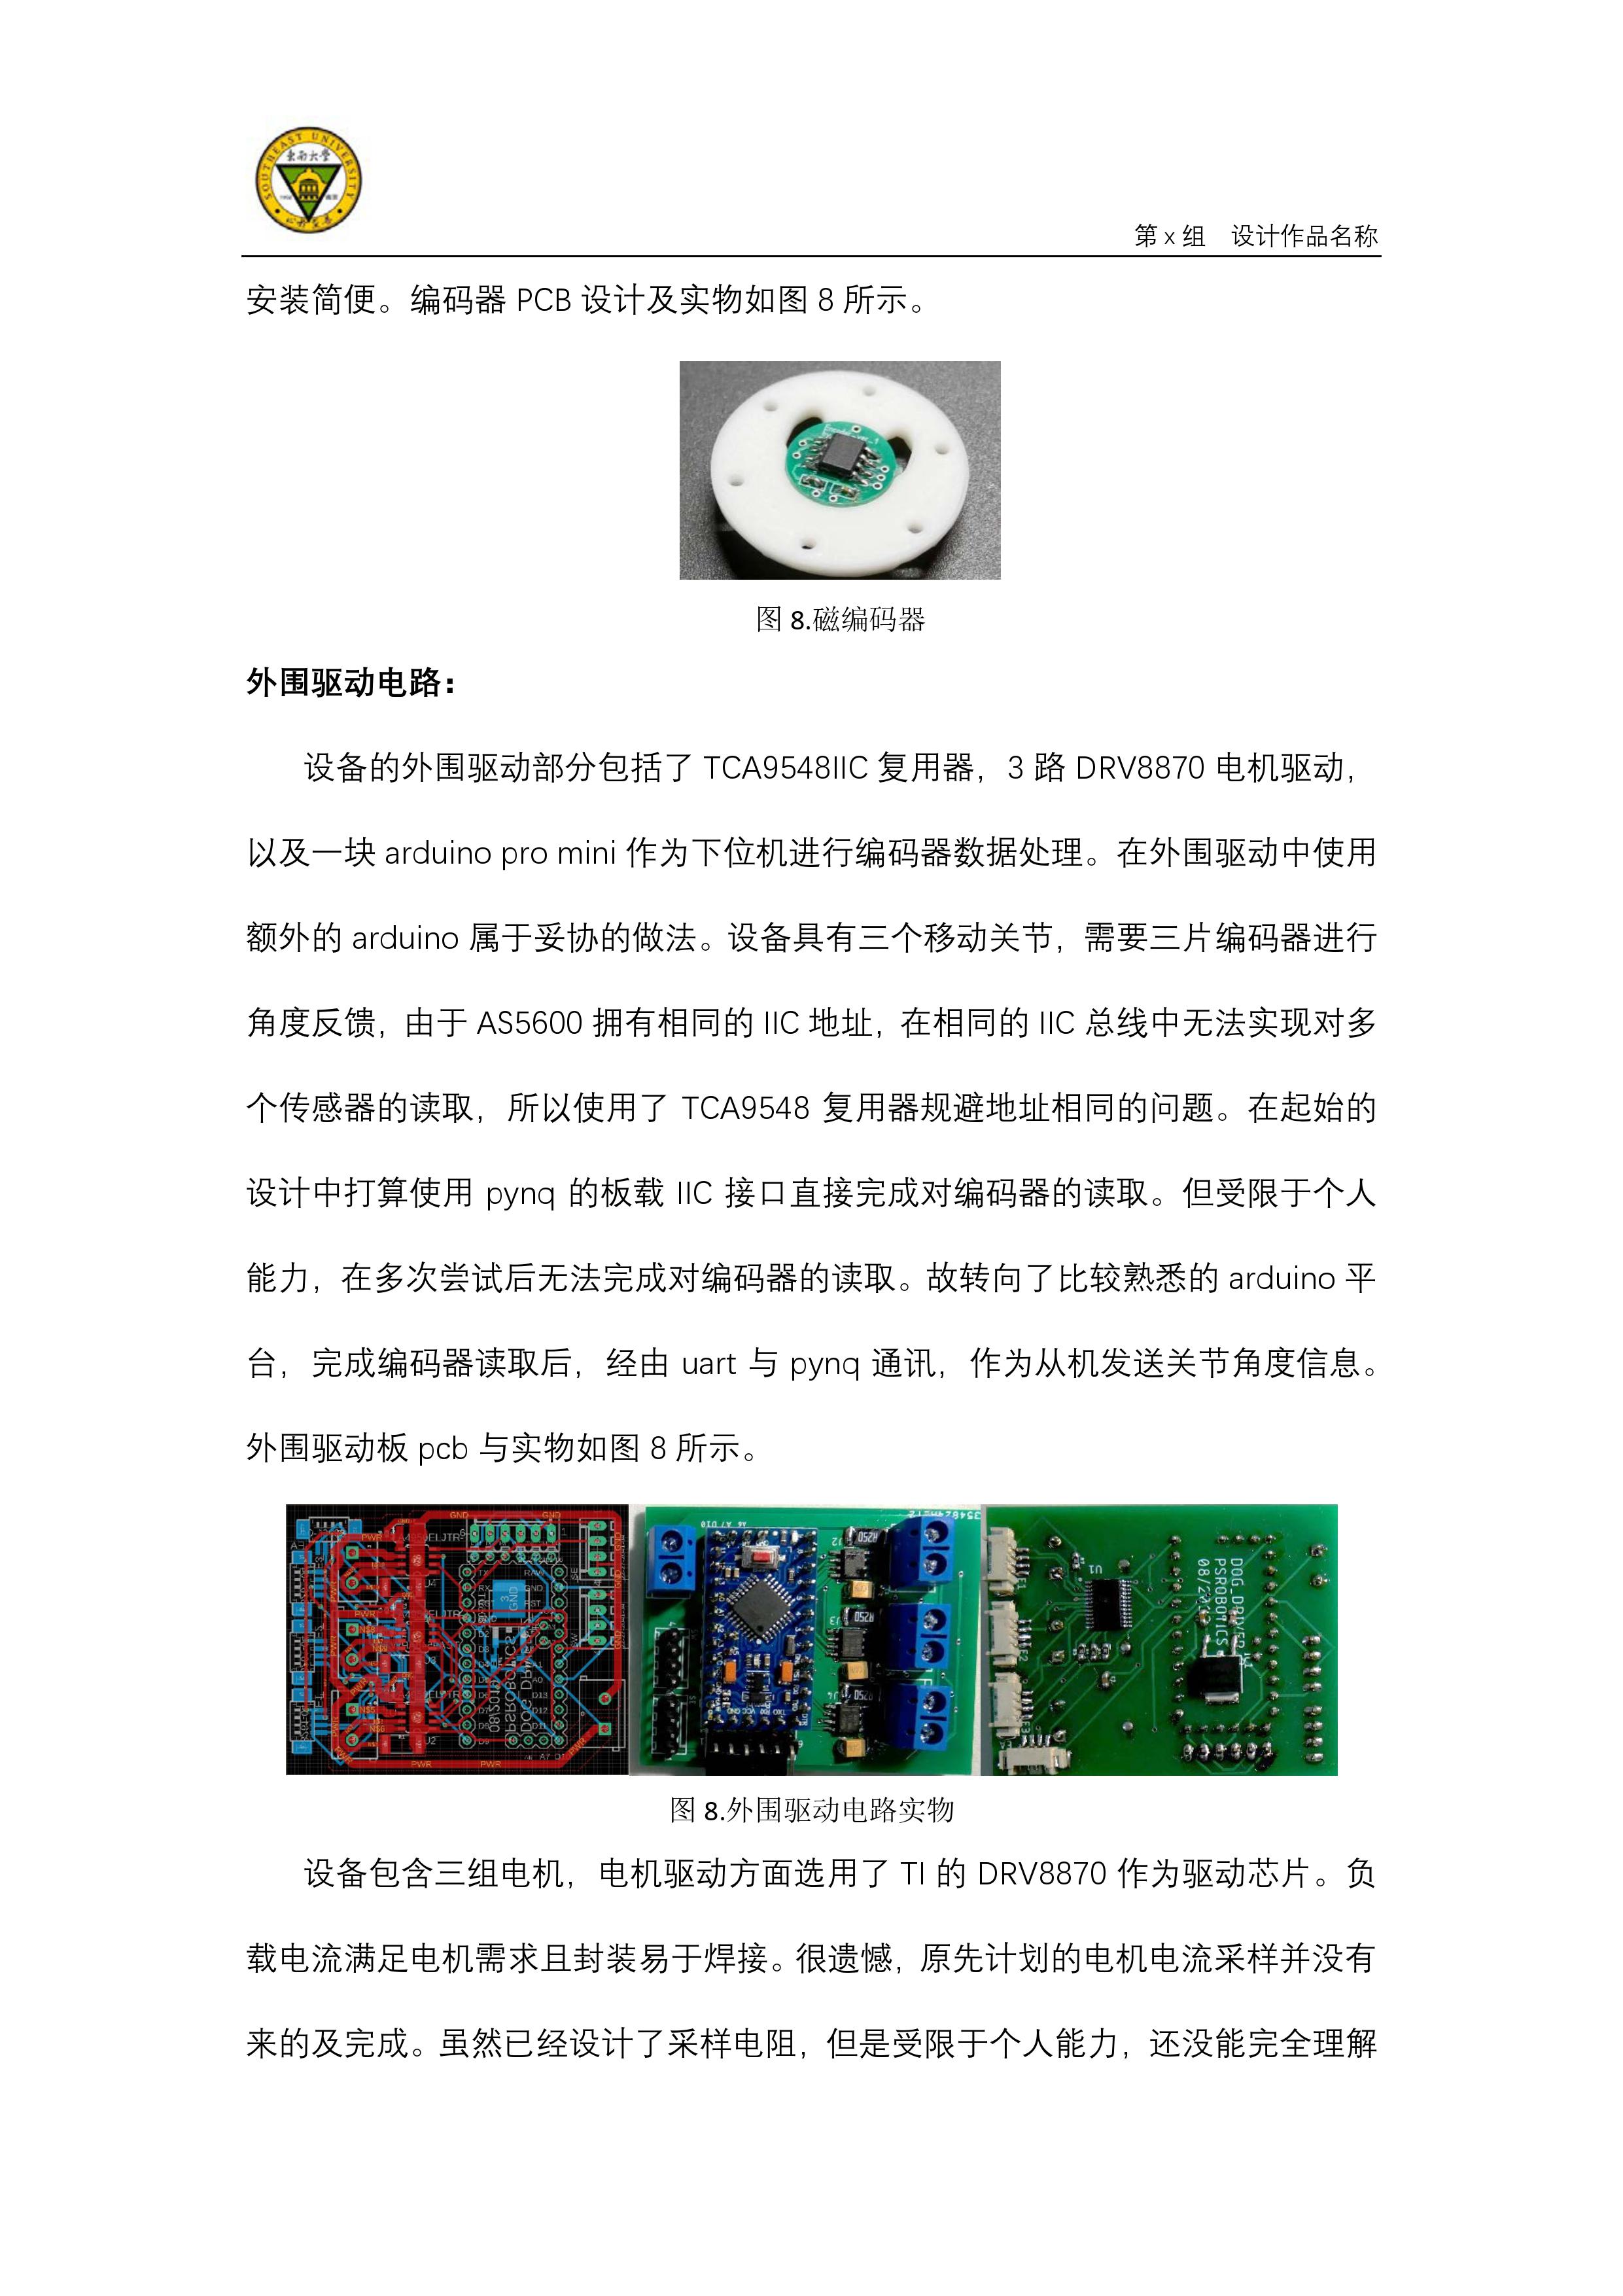 SOUTHEAST UNIVERSITY
东南大学
第 x 组 设计作品名称
安装简便。编码器 PCB 设计及实物如图 8 所示。
图 8.磁编码器
外围驱动电路：
设备的外围驱动部分包括了 TCA9548IIC 复用器，3 路 DRV8870 电机驱动，
以及一块 arduino pro mini 作为下位机进行编码器数据处理。在外围驱动中使用
额外的 arduino 属于妥协的做法。设备具有三个移动关节，需要三片编码器进行
角度反馈，由于 AS5600 拥有相同的 IIC 地址，在相同的 IIC 总线中无法实现对多
个传感器的读取，所以使用了 TCA9548 复用器规避地址相同的问题。在起始的
设计中打算使用 pynq 的板载 IIC 接口直接完成对编码器的读取。但受限于个人
能力，在多次尝试后无法完成对编码器的读取。故转向了比较熟悉的 arduino 平
台，完成编码器读取后，经由 uart 与 pynq 通讯，作为从机发送关节角度信息。
外围驱动板 pcb 与实物如图 8 所示。
图 8.外围驱动电路实物
设备包含三组电机，电机驱动方面选用了 TI 的 DRV8870 作为驱动芯片。负
载电流满足电机需求且封装易于焊接。很遗憾，原先计划的电机电流采样并没有
来的及完成。虽然已经设计了采样电阻，但是受限于个人能力，还没能完全理解